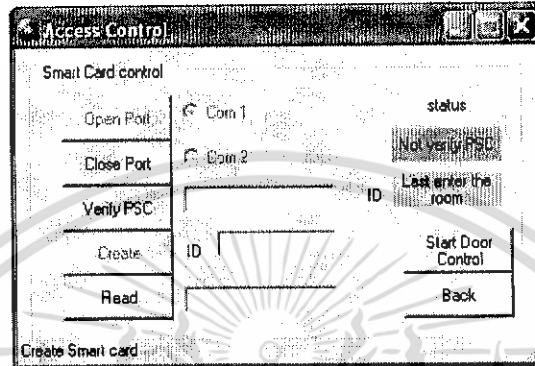 Access Control
Smart Card control
Open Port
Com 1
status
Close Port
Com 2
Not verify PSC
Verify PSC
ID
Last enter the
room
Create
ID
Start Door
Control
Read
Back
Create Smart card